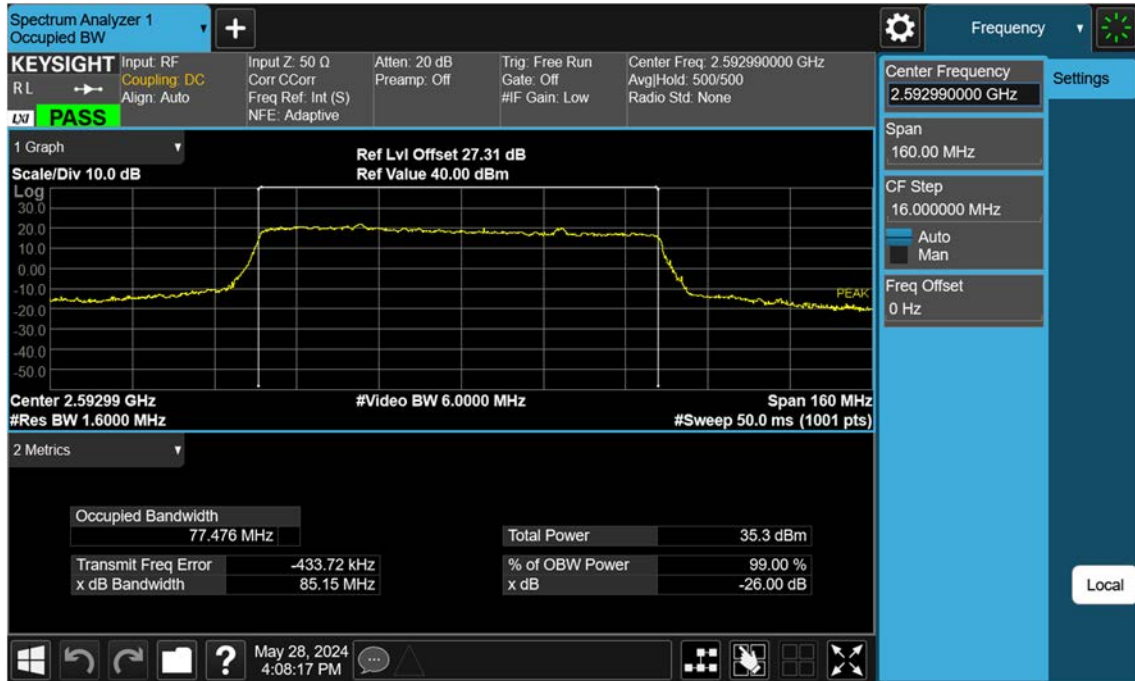 Spectrum Analyzer 1
Occupied BW
+
Frequency
KEYSIGHT
R L
LXI PASS
Input: RF
Coupling: DC
Align: Auto
Input Z: 50 Ω
Corr CCorr
Freq Ref: Int (S)
NFE: Adaptive
Atten: 20 dB
Preamp: Off
Trig: Free Run
Gate: Off
#IF Gain: Low
Center Freq: 2.592990000 GHz
Avg|Hold: 500/500
Radio Std: None
Center Frequency
2.592990000 GHz
Settings
Span
160.00 MHz
CF Step
16.000000 MHz
Auto
Man
Freq Offset
0 Hz
Local
1 Graph
Scale/Div 10.0 dB
Ref Lvl Offset 27.31 dB
Ref Value 40.00 dBm
Log
30.0
20.0
10.0
0.00
-10.0
-20.0
-30.0
-40.0
-50.0
PEAK
Center 2.59299 GHz
#Video BW 6.0000 MHz
Span 160 MHz
#Res BW 1.6000 MHz
#Sweep 50.0 ms (1001 pts)
2 Metrics
Occupied Bandwidth
77.476 MHz
Total Power 35.3 dBm
Transmit Freq Error -433.72 kHz
% of OBW Power 99.00 %
x dB Bandwidth 85.15 MHz
x dB -26.00 dB
?
May 28, 2024
4:08:17 PM